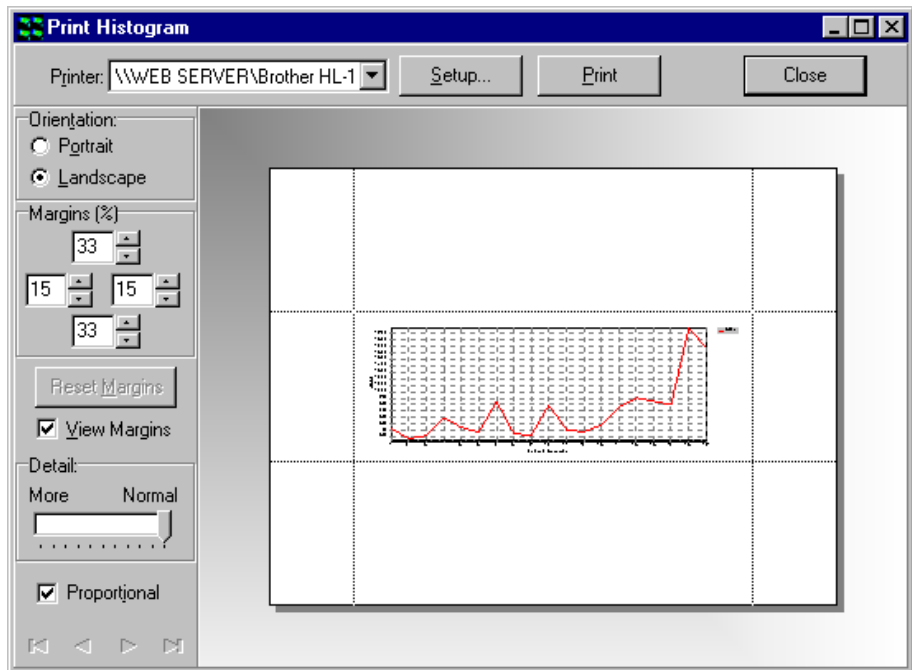 Print Histogram
Printer: \\WEB SERVER\Brother HL-1 Setup... Print Close
Orientation:
Portrait
Landscape
Margins (%)
33
15 15
33
Reset Margins
View Margins
Detail:
More Normal
Proportional